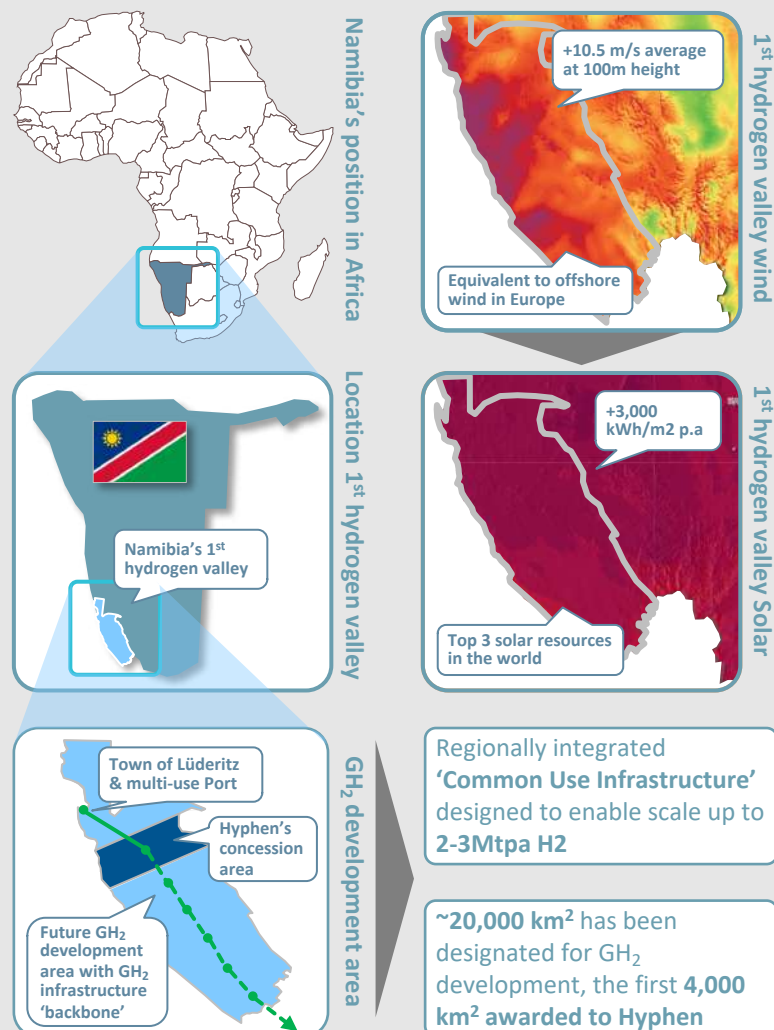 Namibia's position in Africa
+10.5 m/s average
at 100m height
Equivalent to offshore
wind in Europe
1st hydrogen valley wind
Namibia's 1st
hydrogen valley
Location 1st hydrogen valley
+3,000
kWh/m2 p.a
Top 3 solar resources
in the world
1st hydrogen valley Solar
Town of Lüderitz
& multi-use Port
Hyphen's
concession
area
Future GH₂
development
area with GH₂
infrastructure
'backbone'
GH₂ development area
Regionally integrated
'Common Use Infrastructure'
designed to enable scale up to
2-3Mtpa H2
~20,000 km² has been
designated for GH₂
development, the first 4,000
km² awarded to Hyphen